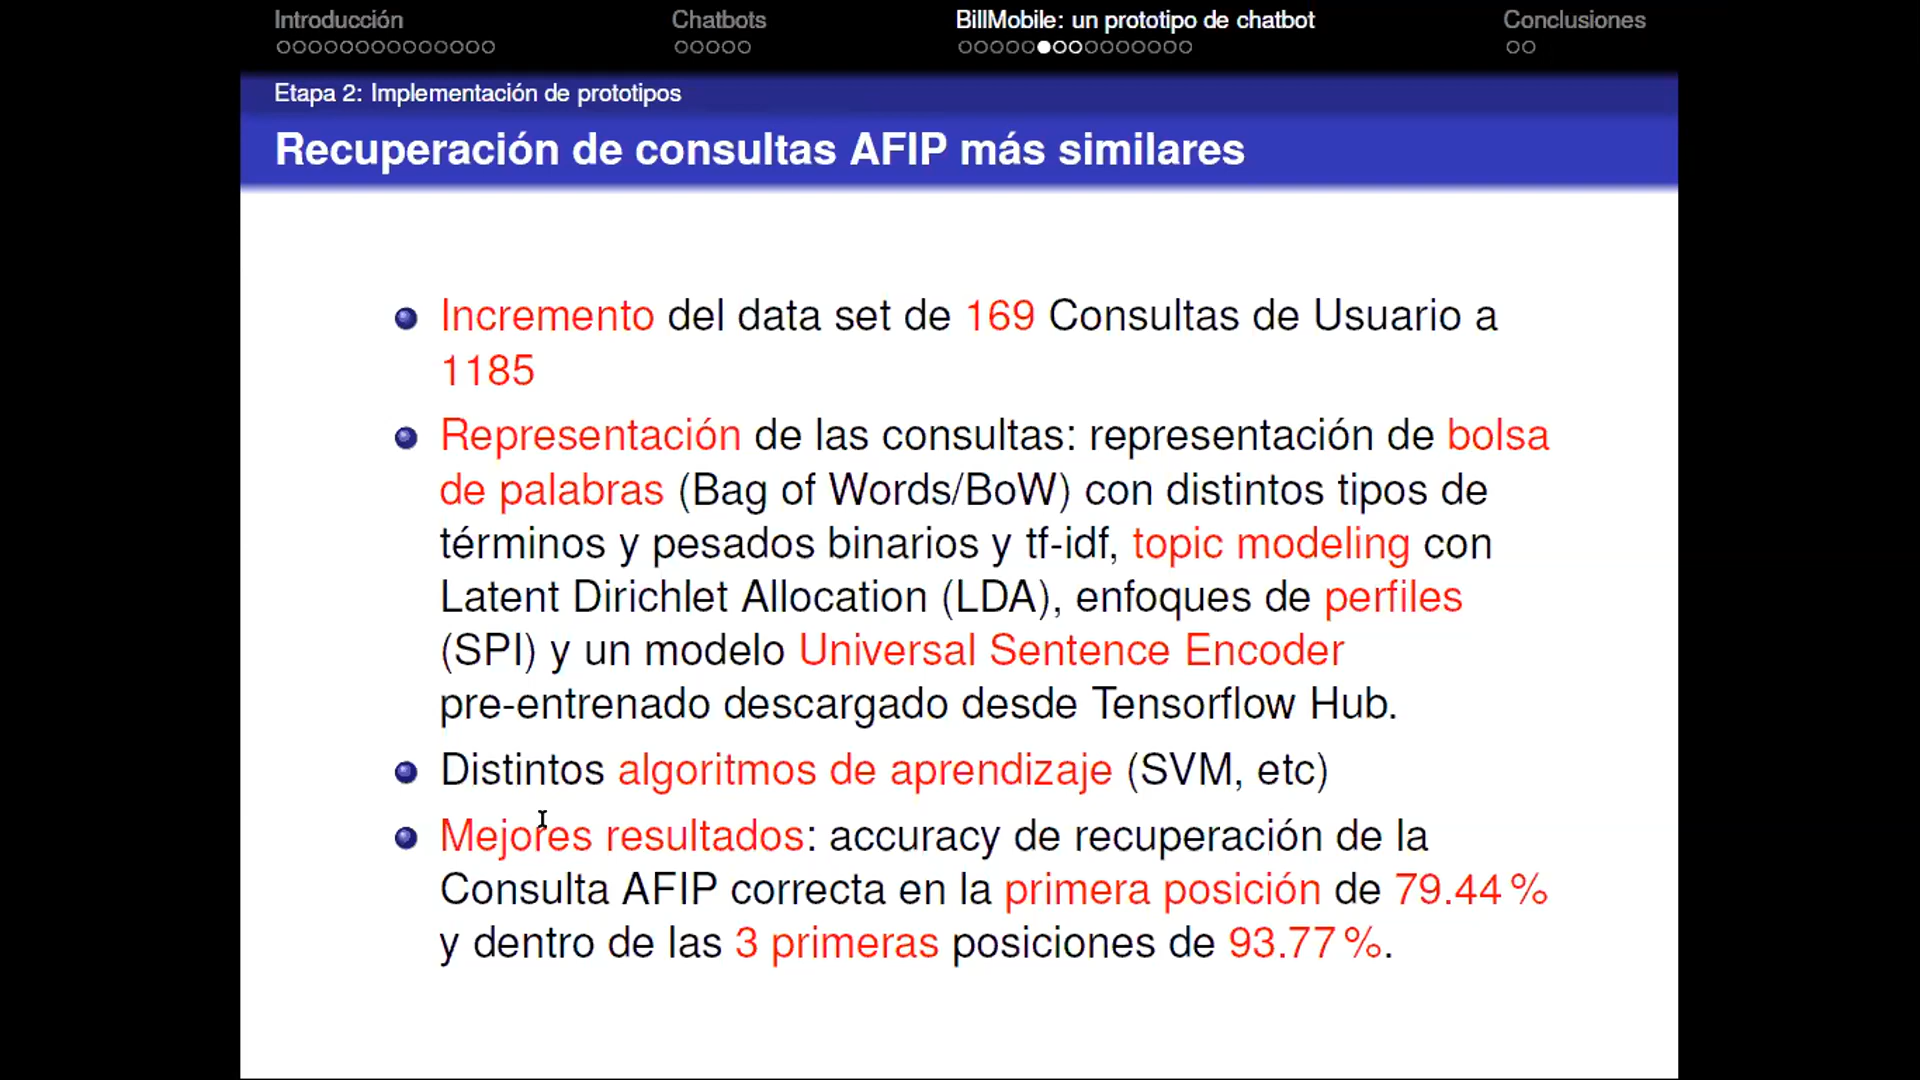 Introducción
Chatbots
BillMobile: un prototipo de chatbot
Conclusiones
Etapa 2: Implementación de prototipos
Recuperación de consultas AFIP más similares
Incremento del data set de 169 Consultas de Usuario a
1185
Representación de las consultas: representación de bolsa
de palabras (Bag of Words/BoW) con distintos tipos de
términos y pesados binarios y tf-idf, topic modeling con
Latent Dirichlet Allocation (LDA), enfoques de perfiles
(SPI) y un modelo Universal Sentence Encoder
pre-entrenado descargado desde Tensorflow Hub.
Distintos algoritmos de aprendizaje (SVM, etc)
Mejores resultados: accuracy de recuperación de la
Consulta AFIP correcta en la primera posición de 79.44 %
y dentro de las 3 primeras posiciones de 93.77 %.